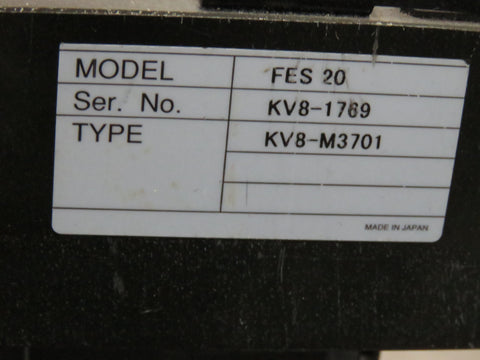 MODEL FES 20
Ser. No. KV8-1769
TYPE KV8-M3701
MADE IN JAPAN